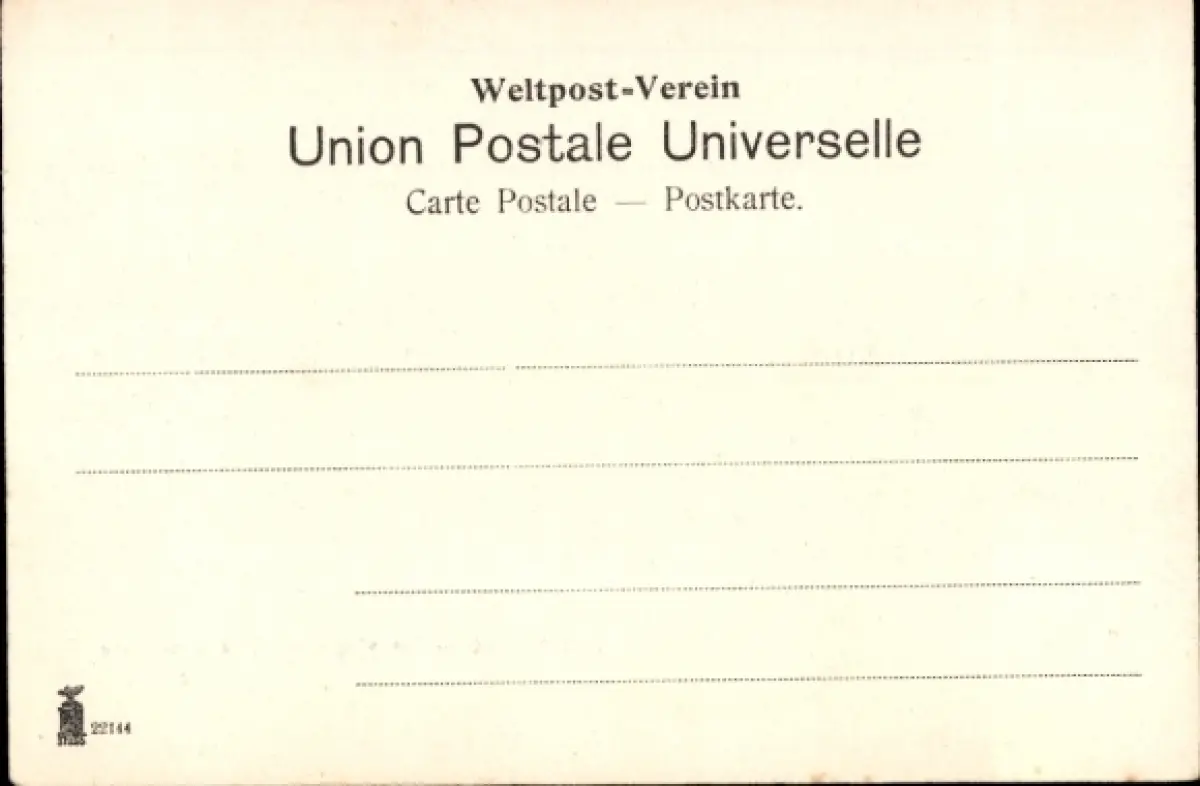 Weltpost-Verein
Union Postale Universelle
Carte Postale — Postkarte.
22144